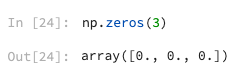 In [24]: np.zeros(3)
Out[24]: array([0., 0., 0.])